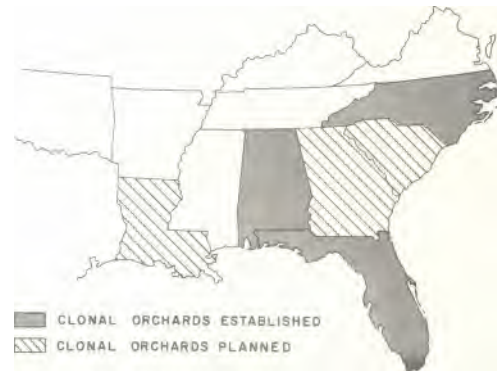 CLONAL ORCHARDS ESTABLISHED
CLONAL ORCHARDS PLANNED